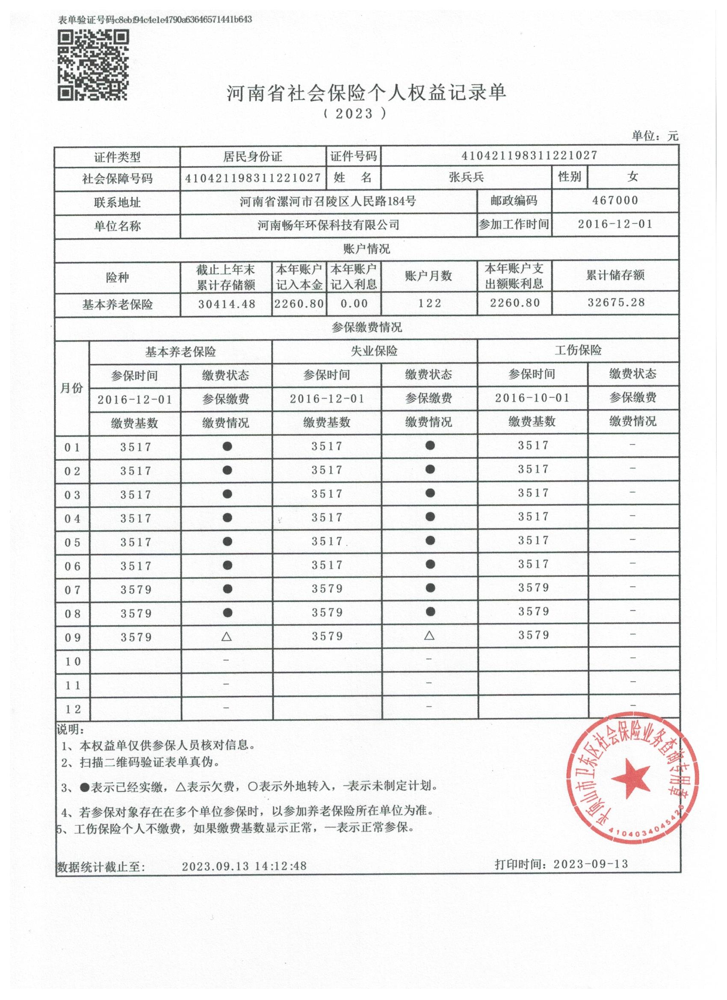 表单验证号码c8ebf94c4e1e4790a63646571441b643
河南省社会保险个人权益记录单
( 2023 )
单位：元
证件类型 居民身份证 证件号码 410421198311221027
社会保障号码 410421198311221027 姓 名 张兵兵 性别 女
联系地址 河南省漯河市召陵区人民路184号 邮政编码 467000
单位名称 河南畅年环保科技有限公司 参加工作时间 2016-12-01
账户情况
险种 截止上年末累计存储额 本年账户记入本金 本年账户记入利息 账户月数 本年账户支出额账利息 累计储存额
基本养老保险 30414.48 2260.80 0.00 122 2260.80 32675.28
参保缴费情况
月份 基本养老保险 失业保险 工伤保险
参保时间 缴费状态 参保时间 缴费状态 参保时间 缴费状态
2016-12-01 参保缴费 2016-12-01 参保缴费 2016-10-01 参保缴费
缴费基数 缴费情况 缴费基数 缴费情况 缴费基数 缴费情况
01 3517 ● 3517 ● 3517 -
02 3517 ● 3517 ● 3517 -
03 3517 ● 3517 ● 3517 -
04 3517 ● 3517 ● 3517 -
05 3517 ● 3517 ● 3517 -
06 3517 ● 3517 ● 3517 -
07 3579 ● 3579 ● 3579 -
08 3579 ● 3579 ● 3579 -
09 3579 △ 3579 △ 3579 -
10 - - -
11 - - -
12 - - -
说明：
1、本权益单仅供参保人员核对信息。
2、扫描二维码验证表单真伪。
3、●表示已经实缴，△表示欠费，○表示外地转入，-表示未制定计划。
4、若参保对象存在在多个单位参保时，以参加养老保险所在单位为准。
5、工伤保险个人不缴费，如果缴费基数显示正常，—表示正常参保。
平顶山市卫东区社会保险业务查询专用章
4104034045428
数据统计截止至： 2023.09.13 14:12:48 打印时间：2023-09-13